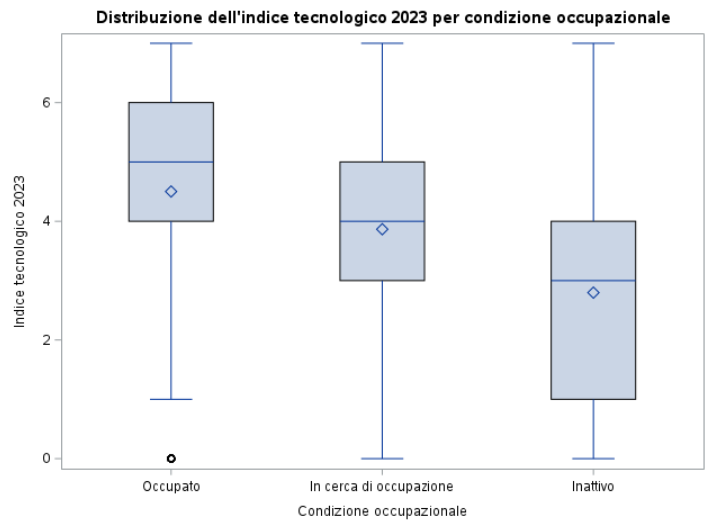 Distribuzione dell'indice tecnologico 2023 per condizione occupazionale
Indice tecnologico 2023
6
4
2
0
Occupato
In cerca di occupazione
Inattivo
Condizione occupazionale